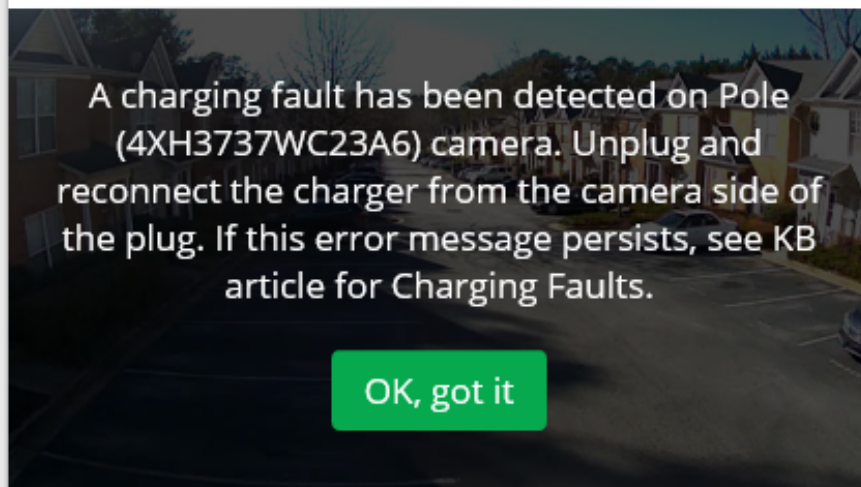 A charging fault has been detected on Pole
(4XH3737WC23A6) camera. Unplug and
reconnect the charger from the camera side of
the plug. If this error message persists, see KB
article for Charging Faults.
OK, got it